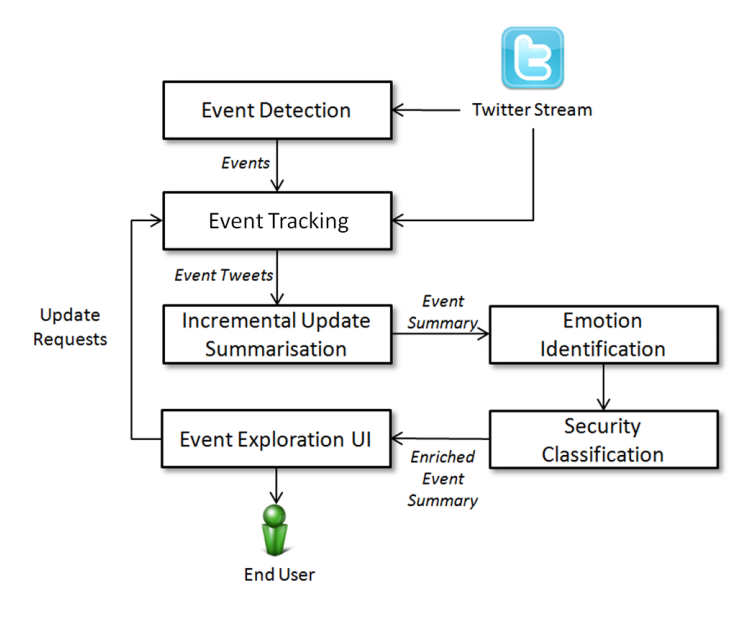 Event Detection
Twitter Stream
Events
Event Tracking
Event Tweets
Update
Requests
Incremental Update
Summarisation
Event
Summary
Emotion
Identification
Security
Classification
Enriched
Event
Summary
Event Exploration UI
End User